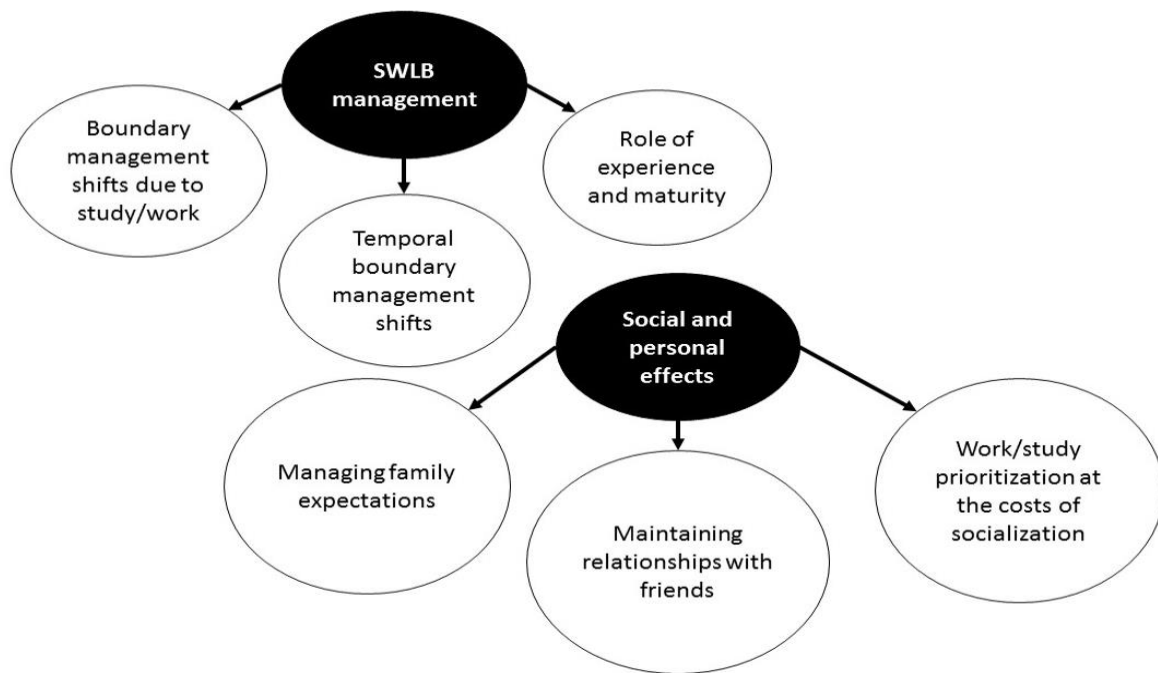 SWLB
management
Boundary
management
shifts due to
study/work
Role of
experience
and maturity
Temporal
boundary
management
shifts
Social and
personal
effects
Managing family
expectations
Maintaining
relationships with
friends
Work/study
prioritization at
the costs of
socialization